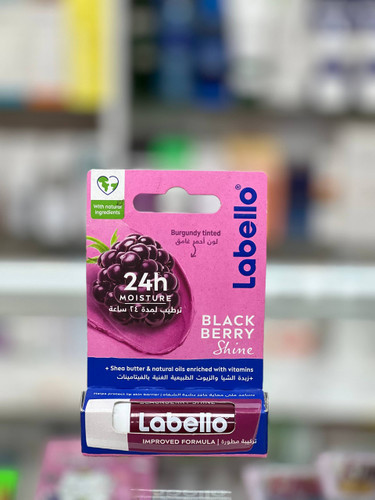 With natural
ingredients
Labello
Burgundy tinted
لون أحمر غامق
24h
MOISTURE
ترطيب لمدة ٢٤ ساعة
BLACK
BERRY
Shine
+ Shea butter & natural oils enriched with vitamins
+زبدة الشيا والزيوت الطبيعية الغنية بالفيتامينات
Labello
IMPROVED FORMULA | تركيبة مطورة